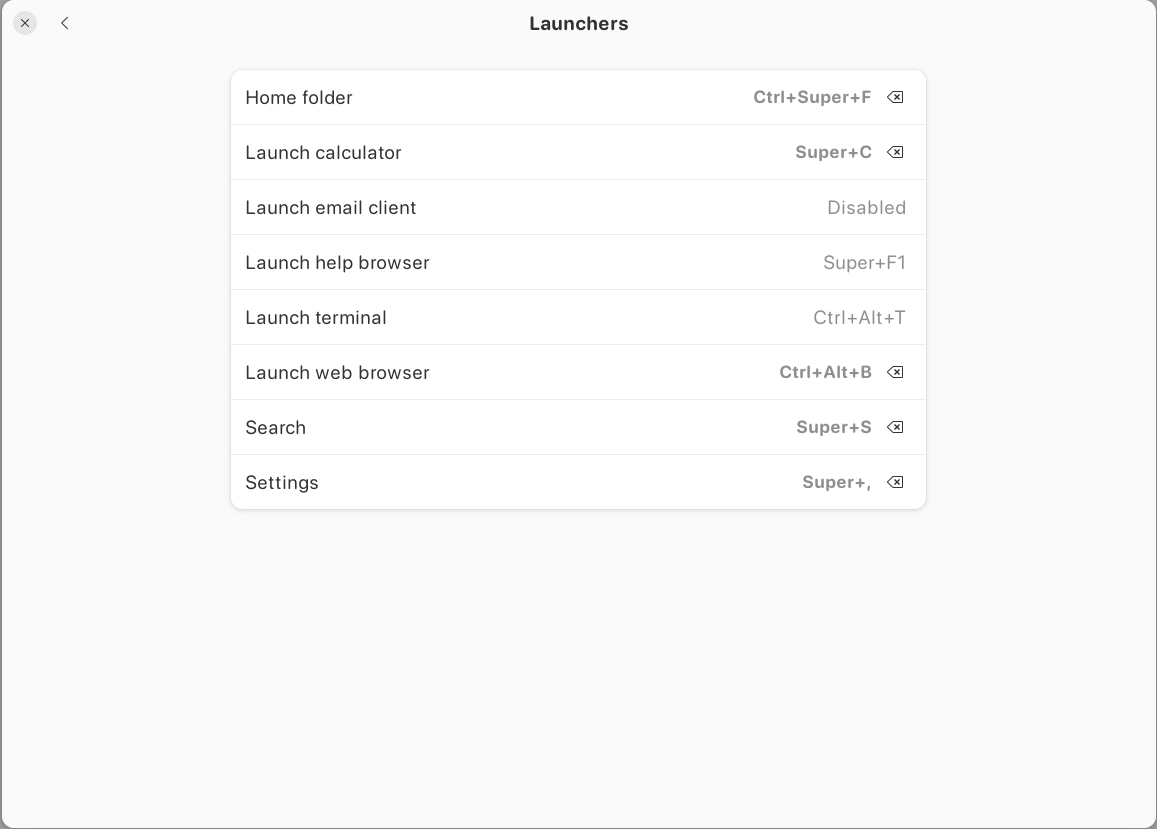 Launchers
Home folder Ctrl+Super+F
Launch calculator Super+C
Launch email client Disabled
Launch help browser Super+F1
Launch terminal Ctrl+Alt+T
Launch web browser Ctrl+Alt+B
Search Super+S
Settings Super+,